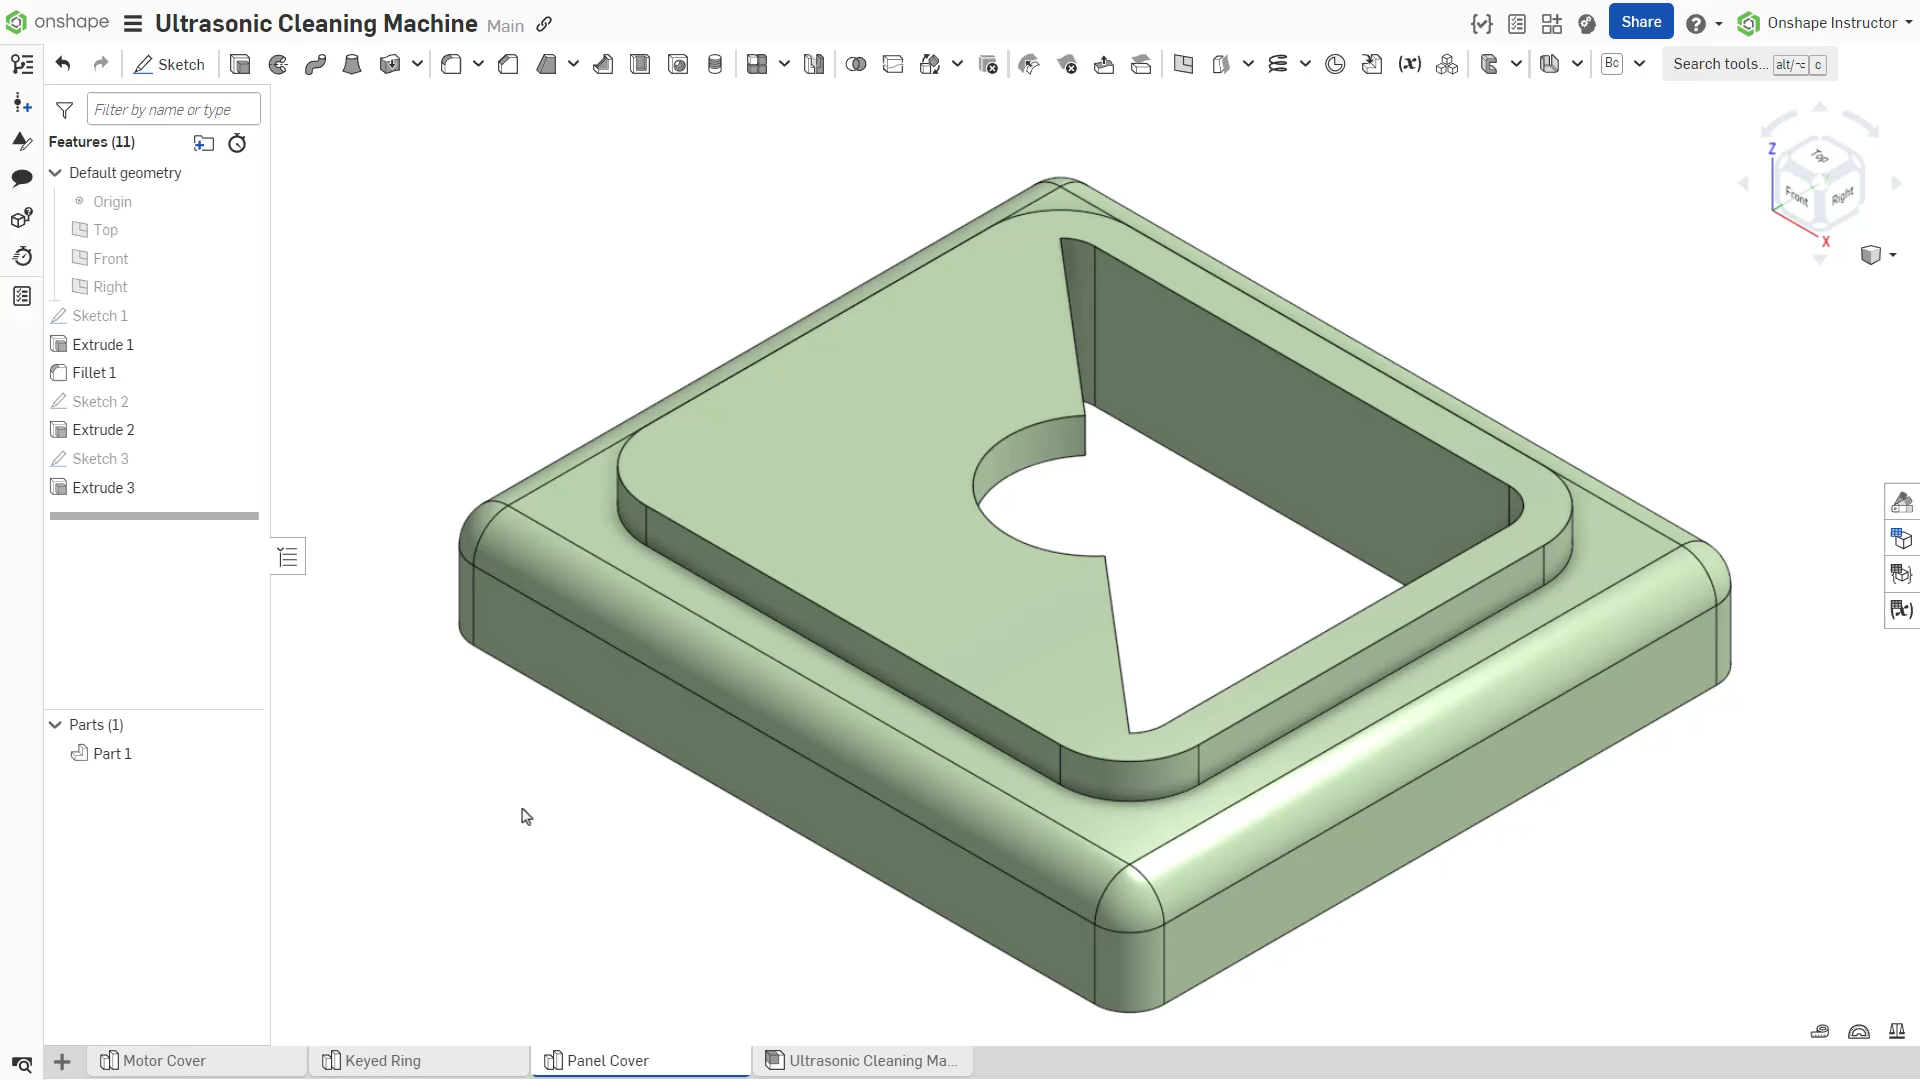 onshape Ultrasonic Cleaning Machine Main Share Onshape Instructor
Sketch Bc Search tools... alt/⌥ c
Filter by name or type
Features (11)
Default geometry
Origin
Top
Front
Right
Sketch 1
Extrude 1
Fillet 1
Sketch 2
Extrude 2
Sketch 3
Extrude 3
Parts (1)
Part 1
Z
Top
Front Right
X
Motor Cover Keyed Ring Panel Cover Ultrasonic Cleaning Ma...